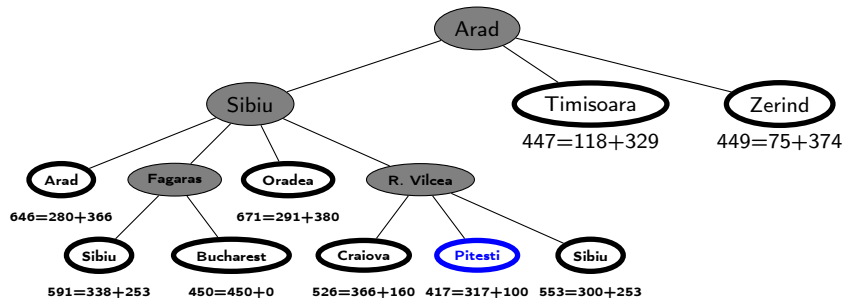 Arad
Sibiu Timisoara Zerind
447=118+329 449=75+374
Arad Fagaras Oradea R. Vilcea
646=280+366 671=291+380
Sibiu Bucharest Craiova Pitesti Sibiu
591=338+253 450=450+0 526=366+160 417=317+100 553=300+253